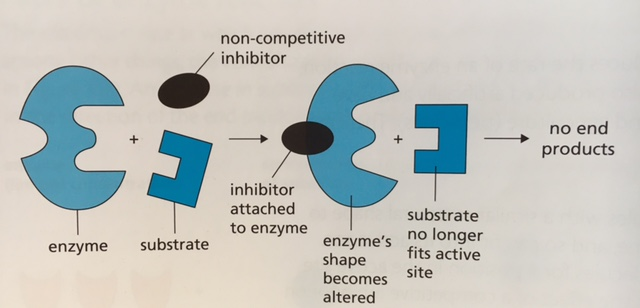 non-competitive
inhibitor
+
enzyme
substrate
inhibitor
attached
to enzyme
+
enzyme's
shape
becomes
altered
substrate
no longer
fits active
site
no end
products